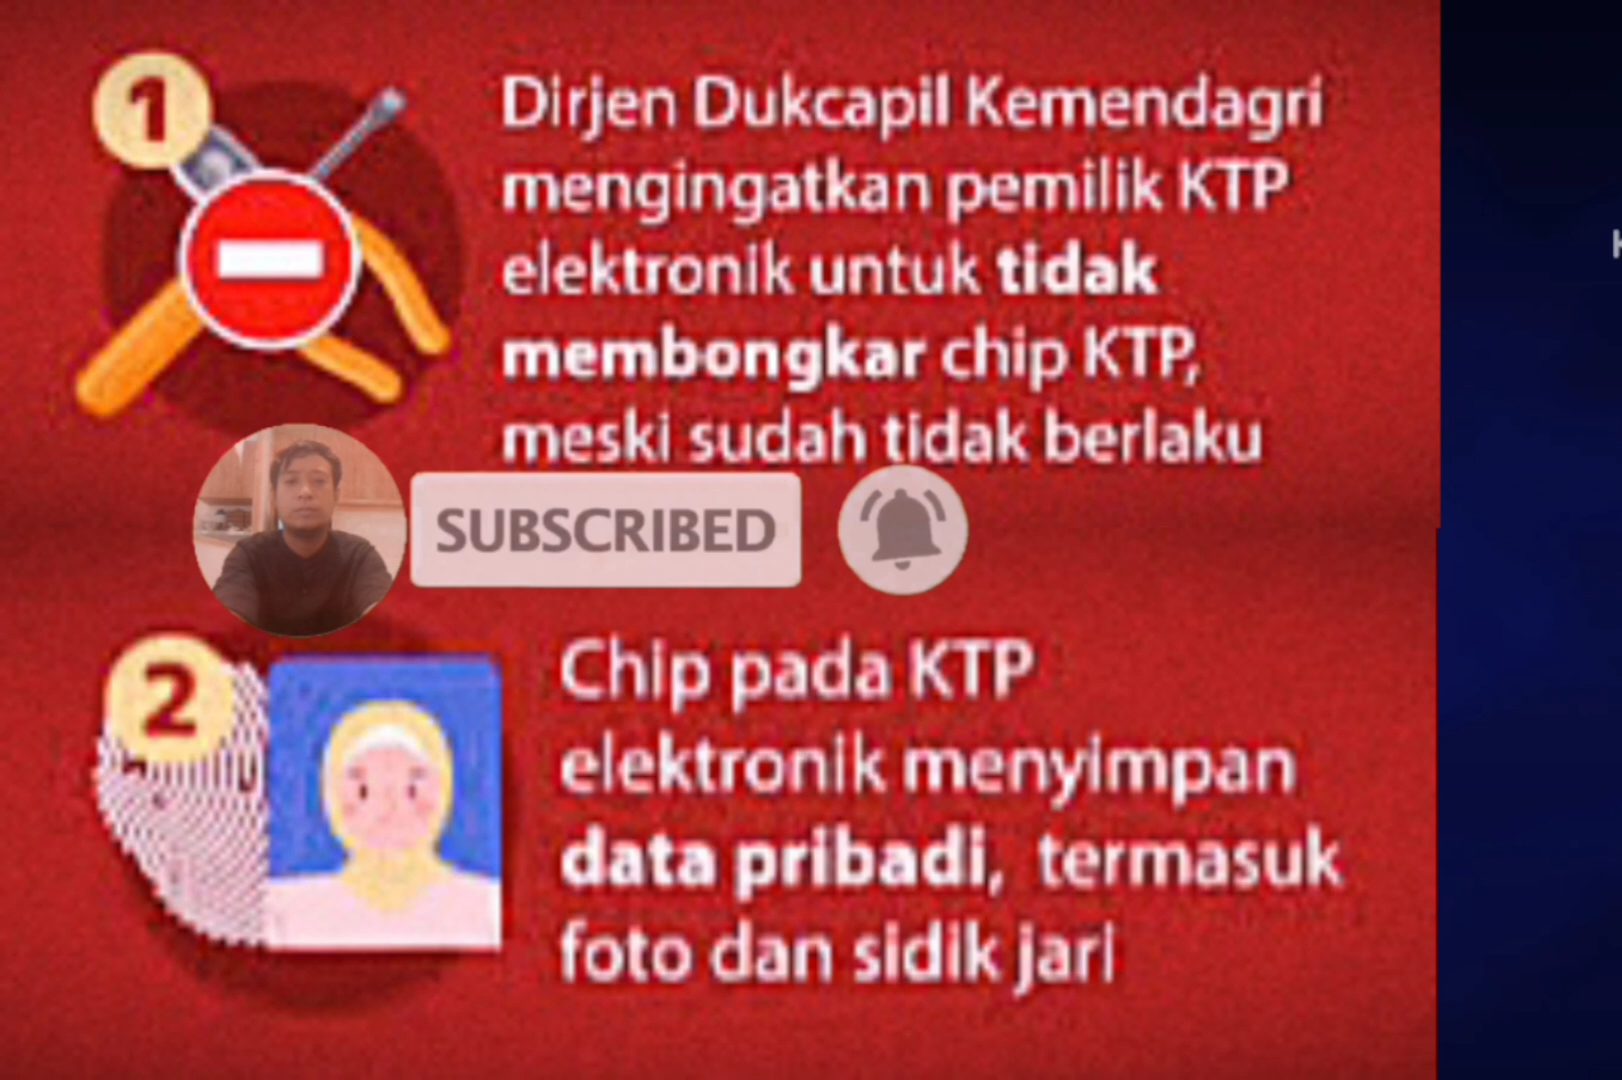 1
Dirjen Dukcapil Kemendagri
mengingatkan pemilik KTP
elektronik untuk tidak
membongkar chip KTP,
meski sudah tidak berlaku
SUBSCRIBED
2
Chip pada KTP
elektronik menyimpan
data pribadi, termasuk
foto dan sidik jari